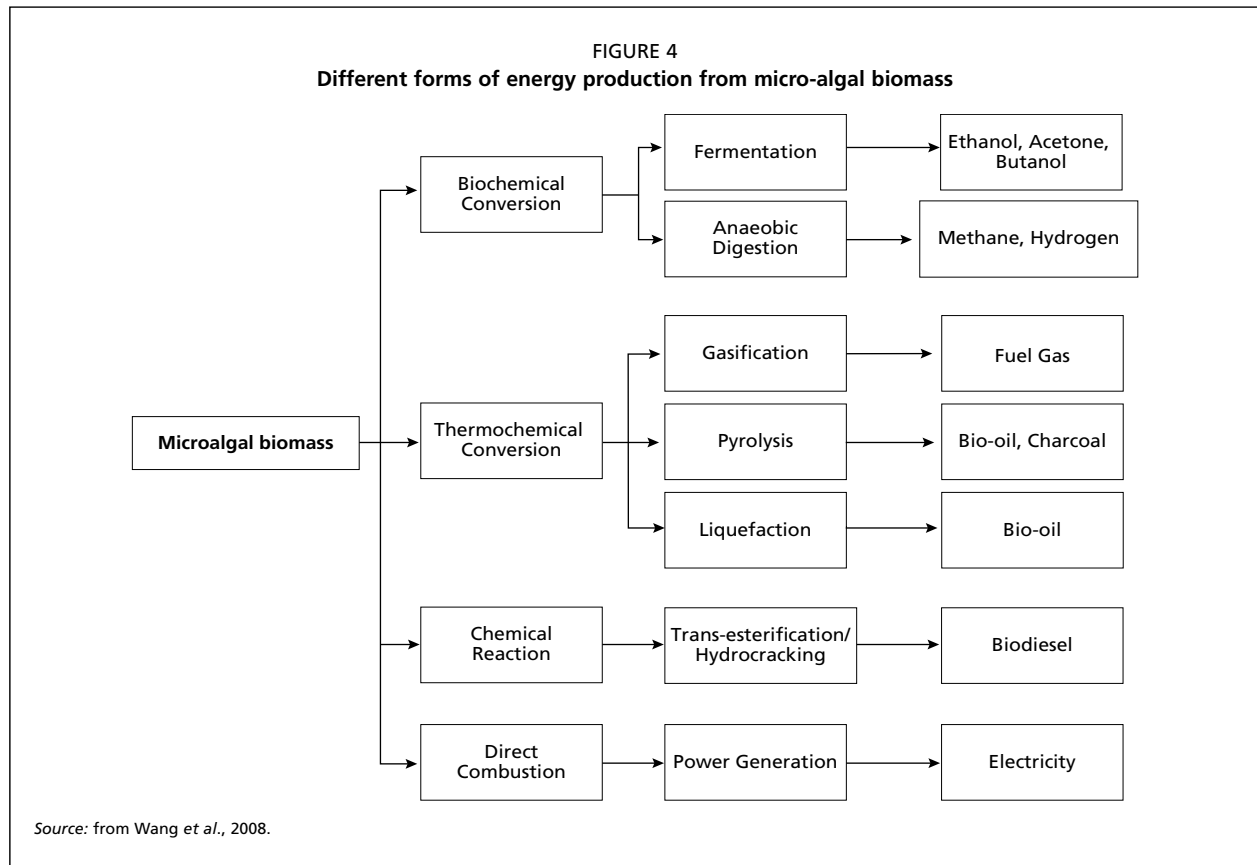 FIGURE 4
Different forms of energy production from micro-algal biomass
Microalgal biomass
Biochemical
Conversion
Fermentation
Ethanol, Acetone,
Butanol
Anaeobic
Digestion
Methane, Hydrogen
Thermochemical
Conversion
Gasification
Fuel Gas
Pyrolysis
Bio-oil, Charcoal
Liquefaction
Bio-oil
Chemical
Reaction
Trans-esterification/
Hydrocracking
Biodiesel
Direct
Combustion
Power Generation
Electricity
Source: from Wang et al., 2008.